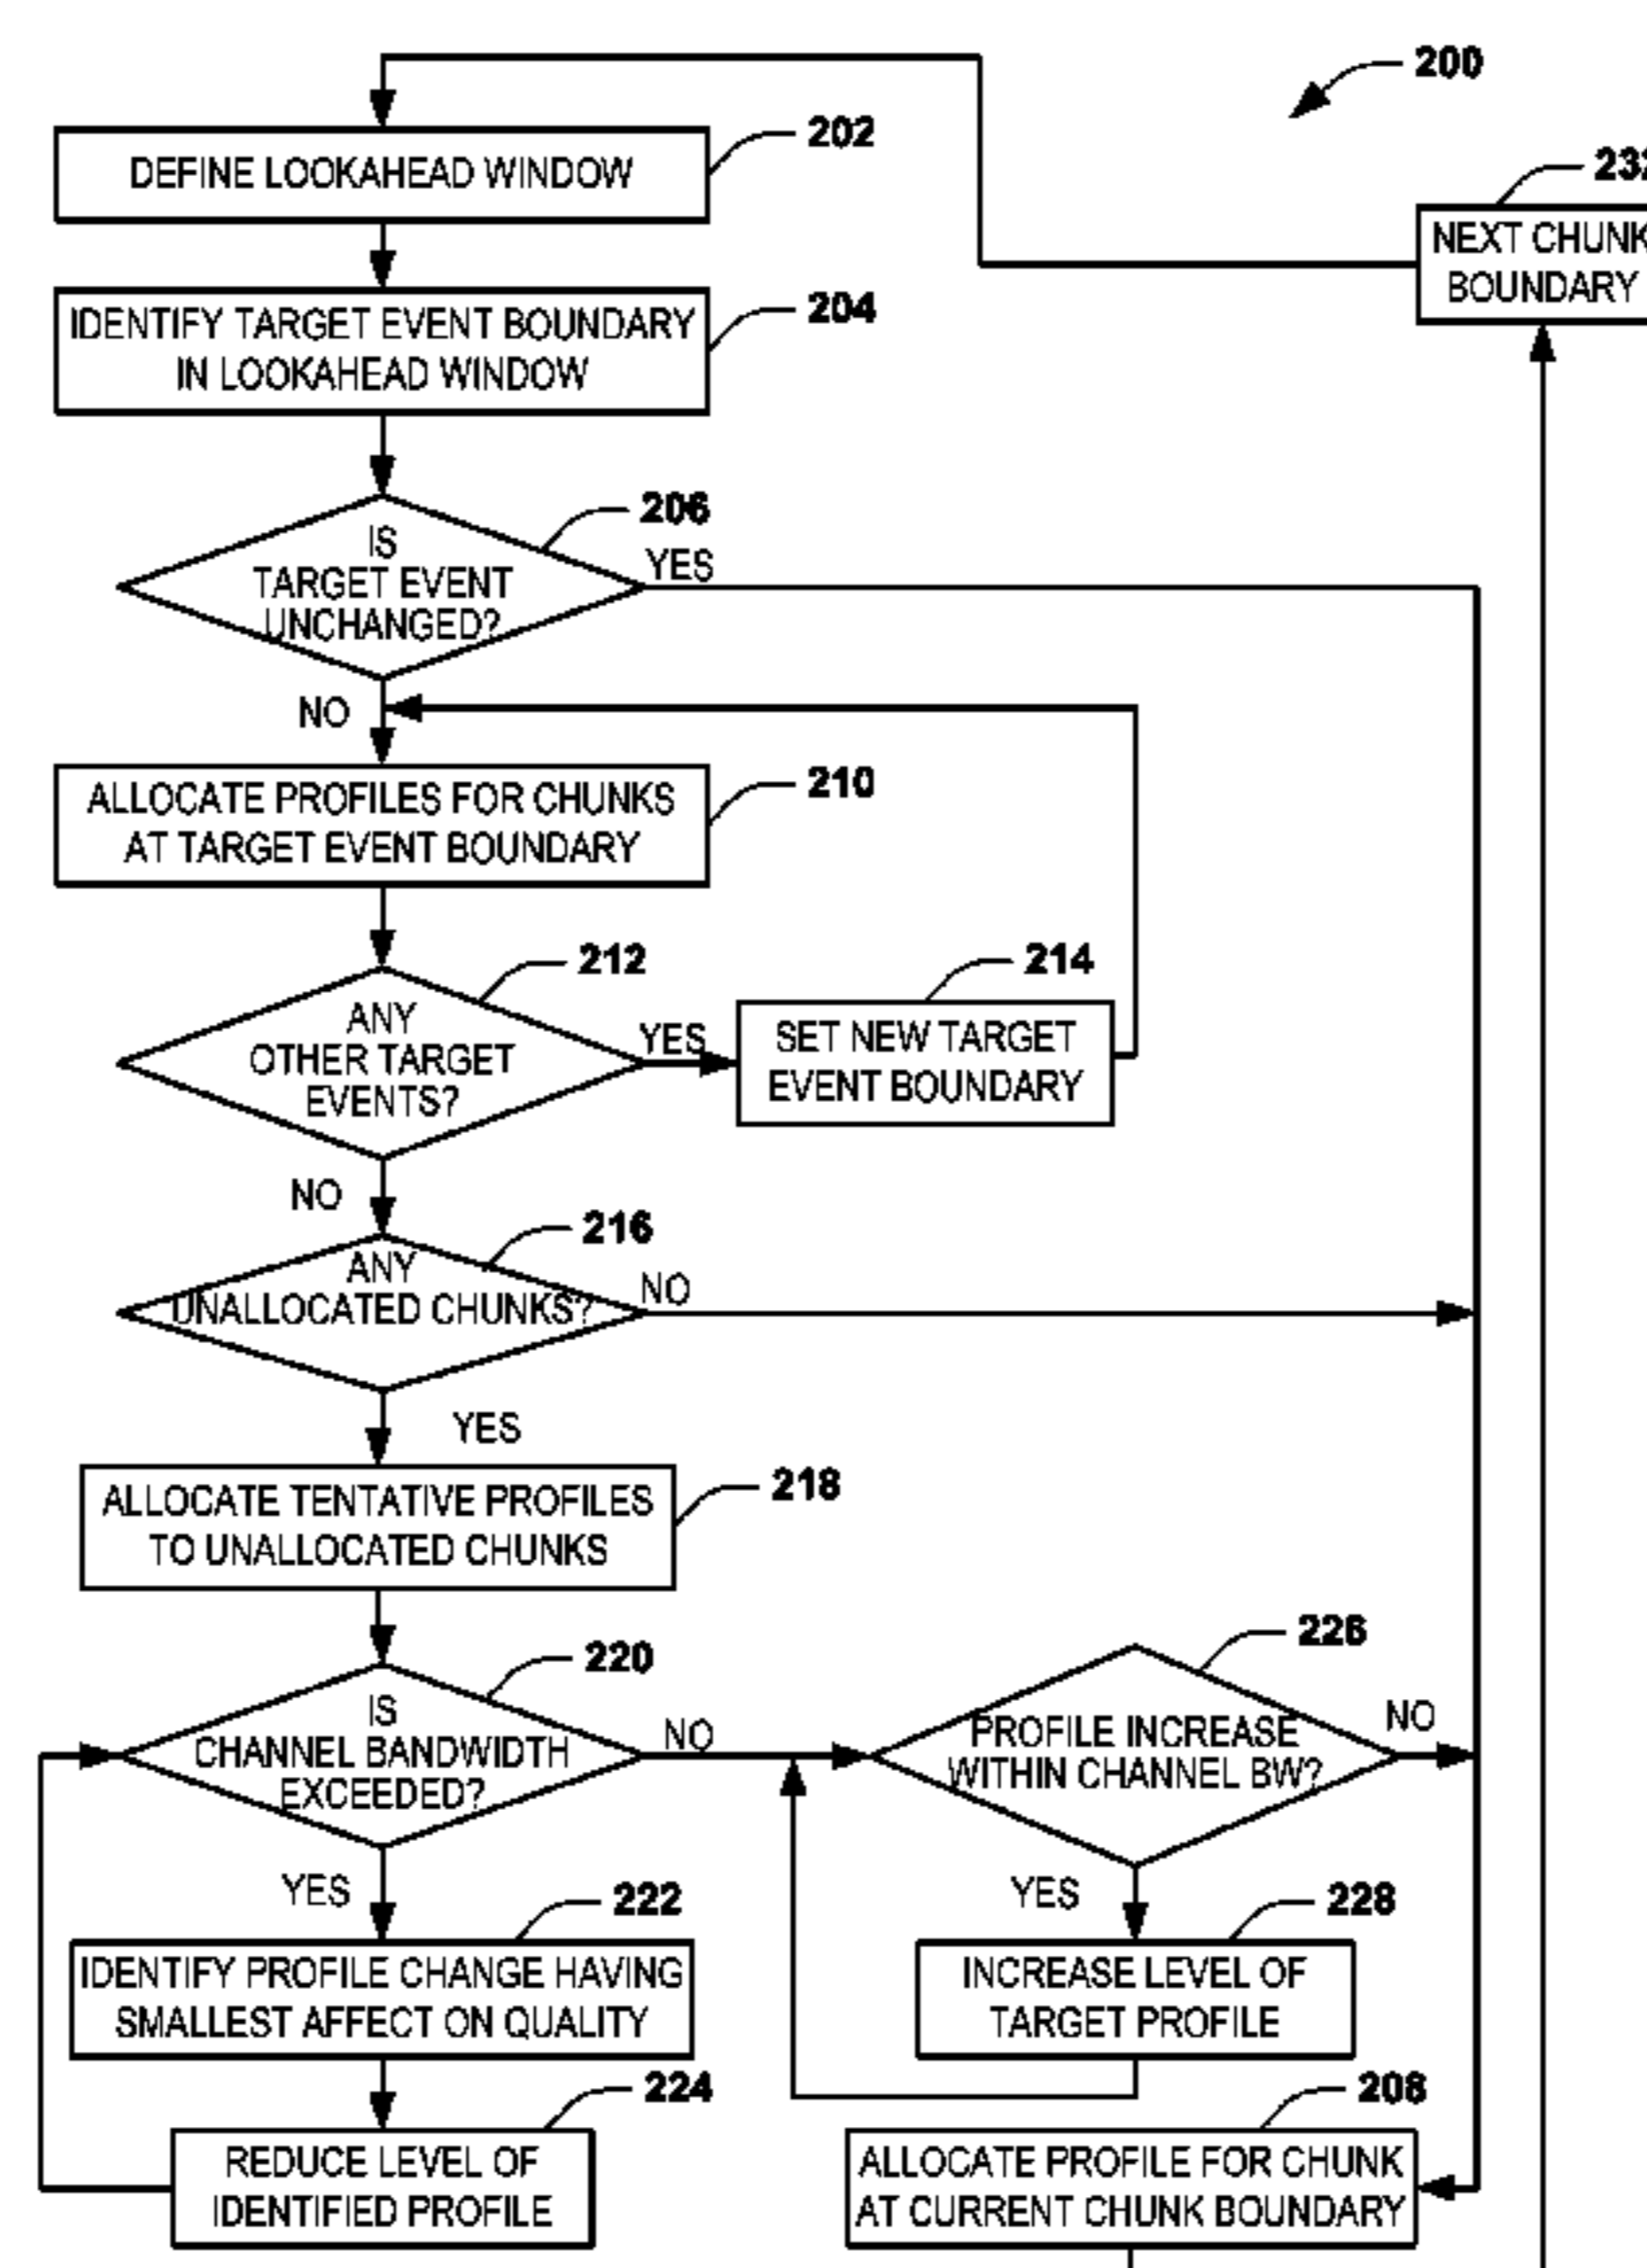 200
202
DEFINE LOOKAHEAD WINDOW
232
NEXT CHUNK
BOUNDARY
204
IDENTIFY TARGET EVENT BOUNDARY
IN LOOKAHEAD WINDOW
206
IS
TARGET EVENT
UNCHANGED?
YES
NO
210
ALLOCATE PROFILES FOR CHUNKS
AT TARGET EVENT BOUNDARY
212
ANY
OTHER TARGET
EVENTS?
YES
214
SET NEW TARGET
EVENT BOUNDARY
NO
216
ANY
UNALLOCATED CHUNKS?
NO
YES
218
ALLOCATE TENTATIVE PROFILES
TO UNALLOCATED CHUNKS
220
IS
CHANNEL BANDWIDTH
EXCEEDED?
NO
226
PROFILE INCREASE
WITHIN CHANNEL BW?
NO
YES
222
IDENTIFY PROFILE CHANGE HAVING
SMALLEST AFFECT ON QUALITY
YES
228
INCREASE LEVEL OF
TARGET PROFILE
224
REDUCE LEVEL OF
IDENTIFIED PROFILE
208
ALLOCATE PROFILE FOR CHUNK
AT CURRENT CHUNK BOUNDARY